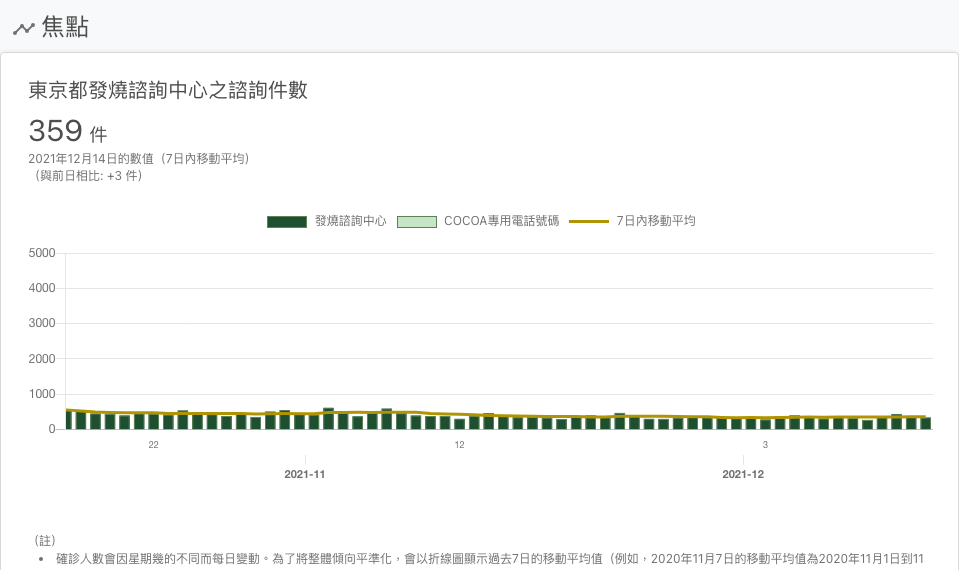 焦點
東京都發燒諮詢中心之諮詢件數
359 件
2021年12月14日的數值（7日內移動平均）
（與前日相比: +3 件）
發燒諮詢中心 COCOA專用電話號碼 7日內移動平均
5000
4000
3000
2000
1000
0
22 12 3
2021-11 2021-12
（註）
• 確診人數會因星期幾的不同而每日變動。為了將整體傾向平準化，會以折線圖顯示過去7日的移動平均值（例如，2020年11月7日的移動平均值為2020年11月1日到11